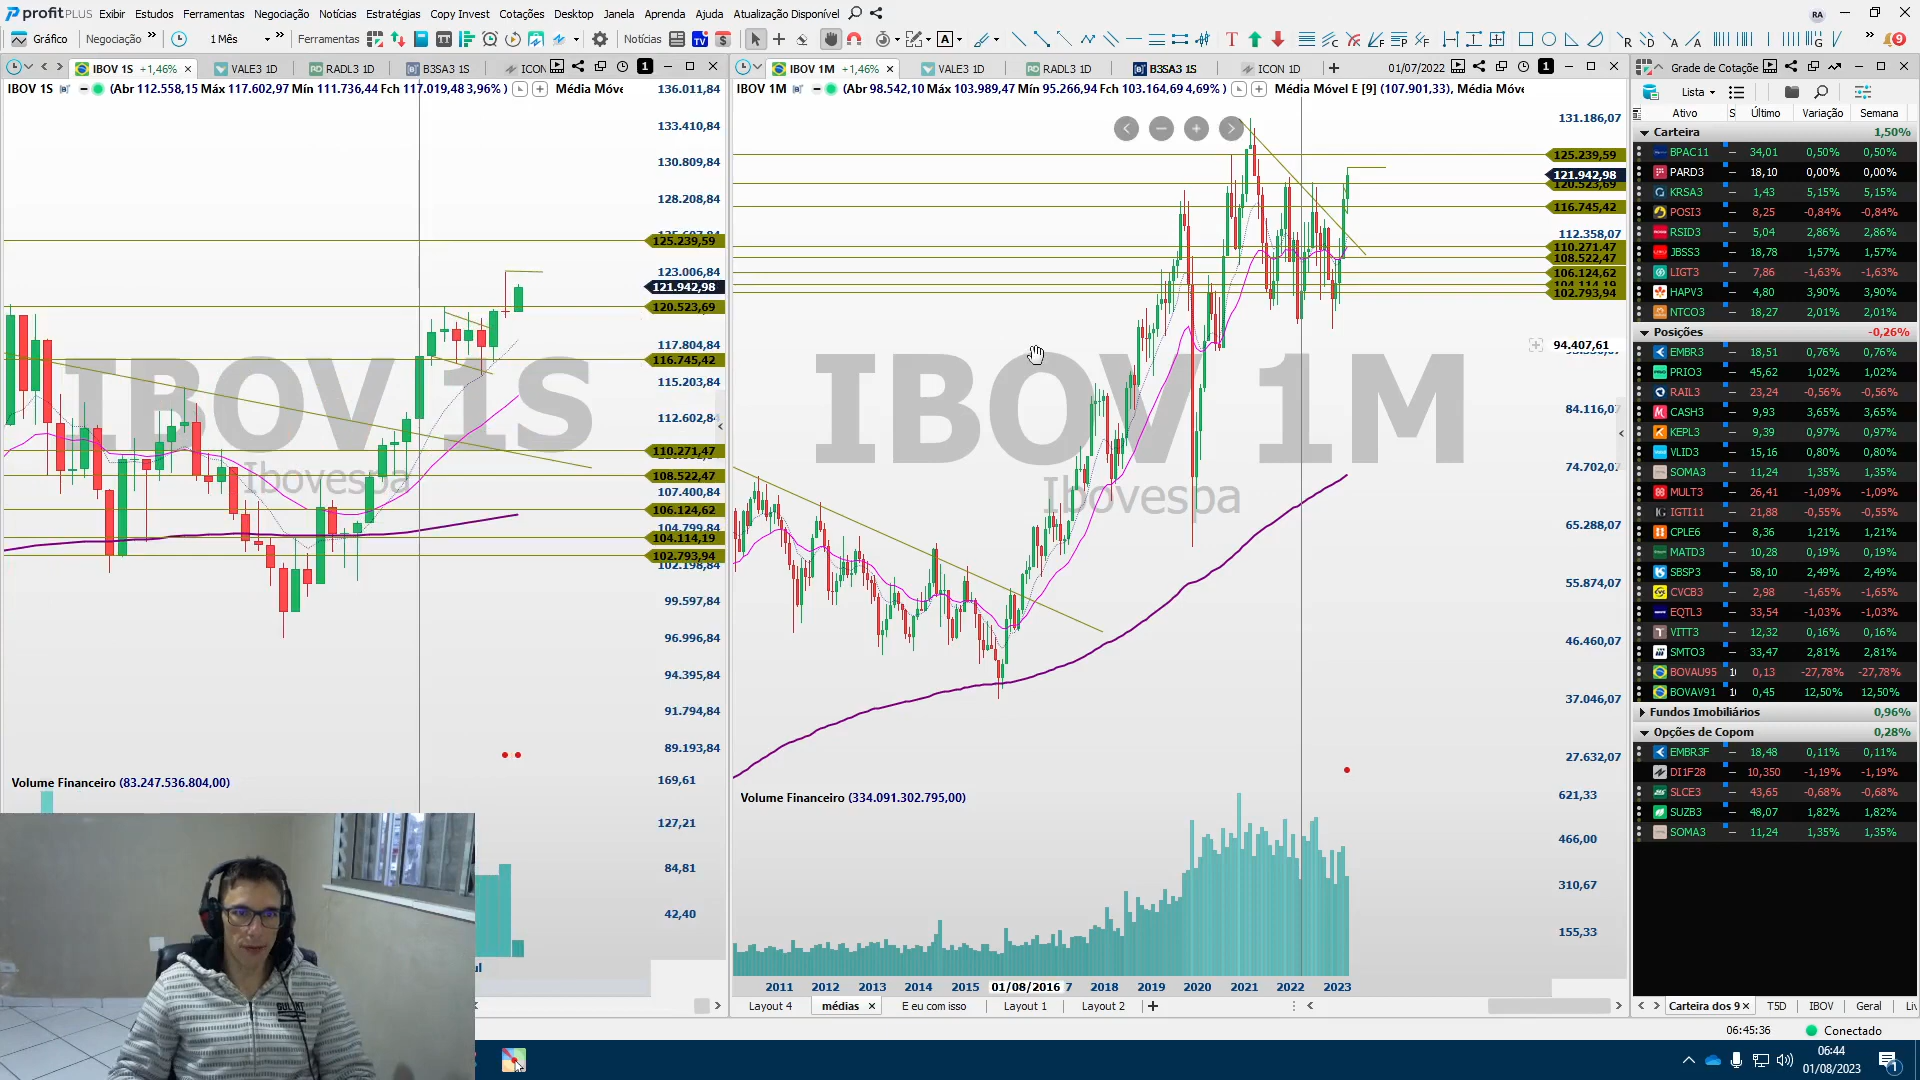 profitPLUS Exibir Estudos Ferramentas Negociação Notícias Estratégias Copy Invest Cotações Desktop Janela Aprenda Ajuda Atualização Disponível RA
Gráfico Negociação 1 Mês Ferramentas Notícias
IBOV 1S +1,46% VALE3 1D RADL3 1D B3SA3 1S ICON 1
IBOV 1M +1,46% VALE3 1D RADL3 1D B3SA3 1S ICON 1D 01/07/2022 1
Grade de Cotaçõe
IBOV 1S (Abr 112.558,15 Máx 117.602,97 Mín 111.736,44 Fch 117.019,48 3,96% ) Média Móve
IBOV 1M (Abr 98.542,10 Máx 103.989,47 Mín 95.266,94 Fch 103.164,69 4,69% ) Média Móvel E [9] (107.901,33), Média Móve
136.011,84
133.410,84
130.809,84
128.208,84
125.239,59
123.006,84
121.942,98
120.523,69
117.804,84
116.745,42
115.203,84
112.602,84
110.271,47
108.522,47
107.400,84
106.124,62
104.799,84
104.114,19
102.793,94
102.198,84
99.597,84
96.996,84
94.395,84
91.794,84
89.193,84
IBOV 1S
Ibovespa
Volume Financeiro (83.247.536.804,00)
169,61
127,21
84,81
42,40
131.186,07
125.239,59
121.942,98
120.523,69
116.745,42
112.358,07
110.271,47
108.522,47
106.124,62
104.114,19
102.793,94
94.407,61
84.116,07
74.702,07
65.288,07
55.874,07
46.460,07
37.046,07
27.632,07
IBOV 1M
Ibovespa
Volume Financeiro (334.091.302.795,00)
621,33
466,00
310,67
155,33
2011 2012 2013 2014 2015 01/08/2016 7 2018 2019 2020 2021 2022 2023
Layout 4 médias E eu com isso Layout 1 Layout 2
Lista
Ativo S Último Variação Semana
Carteira 1,50%
BPAC11 34,01 0,50% 0,50%
PARD3 18,10 0,00% 0,00%
KRSA3 1,43 5,15% 5,15%
POSI3 8,25 -0,84% -0,84%
RSID3 5,04 2,86% 2,86%
JBSS3 18,78 1,57% 1,57%
LIGT3 7,86 -1,63% -1,63%
HAPV3 4,80 3,90% 3,90%
NTCO3 18,27 2,01% 2,01%
Posições -0,26%
EMBR3 18,51 0,76% 0,76%
PRIO3 45,62 1,02% 1,02%
RAIL3 23,24 -0,56% -0,56%
CASH3 9,93 3,65% 3,65%
KEPL3 9,39 0,97% 0,97%
VLID3 15,16 0,80% 0,80%
SOMA3 11,24 1,35% 1,35%
MULT3 26,41 -1,09% -1,09%
IGTI11 21,88 -0,55% -0,55%
CPLE6 8,36 1,21% 1,21%
MATD3 10,28 0,19% 0,19%
SBSP3 58,10 2,49% 2,49%
CVCB3 2,98 -1,65% -1,65%
EQTL3 33,54 -1,03% -1,03%
VITT3 12,32 0,16% 0,16%
SMTO3 33,47 2,81% 2,81%
BOVAU95 0,13 -27,78% -27,78%
BOVAV91 0,45 12,50% 12,50%
Fundos Imobiliários 0,96%
Opções de Copom 0,28%
EMBR3F 18,48 0,11% 0,11%
DI1F28 10,350 -1,19% -1,19%
SLCE3 43,65 -0,68% -0,68%
SUZB3 48,07 1,82% 1,82%
SOMA3 11,24 1,35% 1,35%
Carteira dos 9 T5D IBOV Geral Liv
06:45:36 Conectado
06:44
01/08/2023